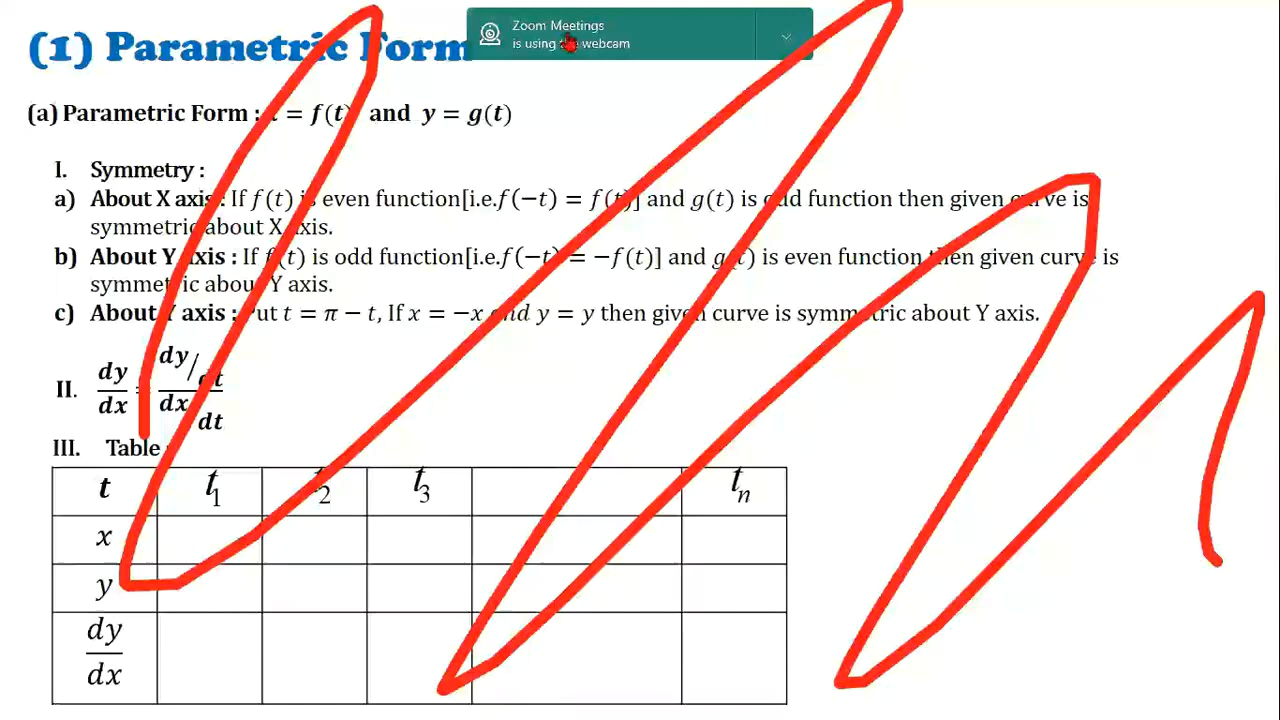 (1) Parametric Form
Zoom Meetings
is using the webcam
(a) Parametric Form : x = f(t) and y = g(t)
I. Symmetry :
a) About X axis : If f(t) is even function[i.e.f(−t) = f(t)] and g(t) is odd function then given curve is
symmetric about X axis.
b) About Y axis : If f(t) is odd function[i.e.f(−t) = −f(t)] and g(t) is even function then given curve is
symmetric about Y axis.
c) About Y axis : Put t = π − t, If x = −x and y = y then given curve is symmetric about Y axis.
II. dy/dx = (dy/dt)/(dx/dt)
III. Table :
t t₁ t₂ t₃ tₙ
x
y
dy/dx